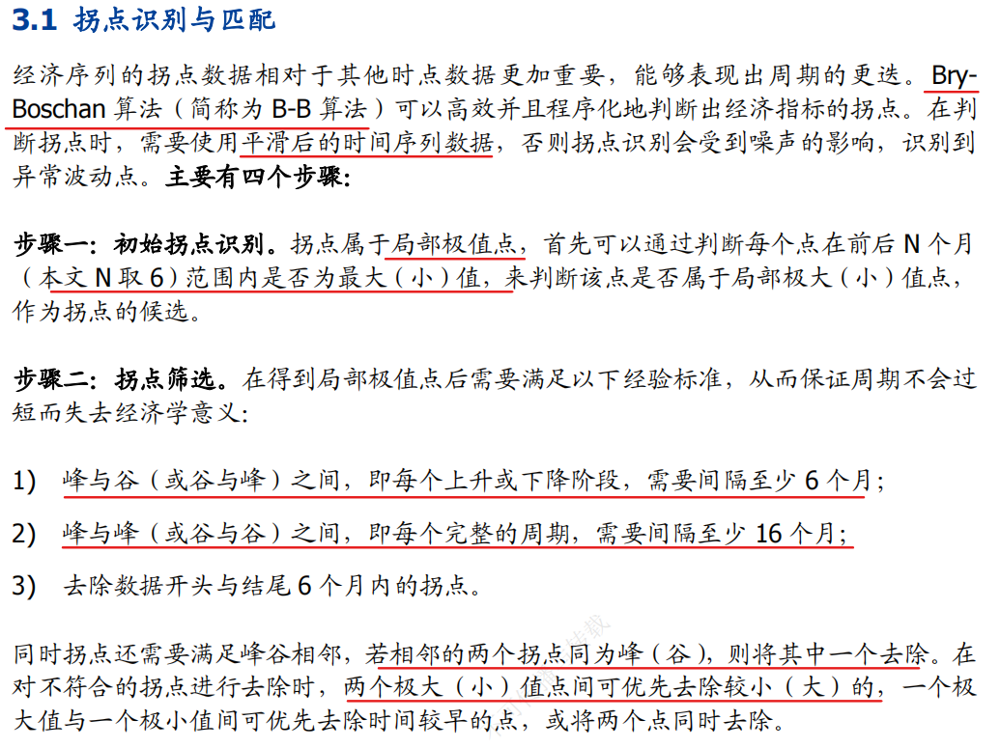 3.1 拐点识别与匹配
经济序列的拐点数据相对于其他时点数据更加重要，能够表现出周期的更迭。Bry-
Boschan 算法（简称为 B-B 算法）可以高效并且程序化地判断出经济指标的拐点。在判
断拐点时，需要使用平滑后的时间序列数据，否则拐点识别会受到噪声的影响，识别到
异常波动点。主要有四个步骤：
步骤一：初始拐点识别。拐点属于局部极值点，首先可以通过判断每个点在前后 N 个月
（本文 N 取 6）范围内是否为最大（小）值，来判断该点是否属于局部极大（小）值点，
作为拐点的候选。
步骤二：拐点筛选。在得到局部极值点后需要满足以下经验标准，从而保证周期不会过
短而失去经济学意义：
1) 峰与谷（或谷与峰）之间，即每个上升或下降阶段，需要间隔至少 6 个月；
2) 峰与峰（或谷与谷）之间，即每个完整的周期，需要间隔至少 16 个月；
3) 去除数据开头与结尾 6 个月内的拐点。
同时拐点还需要满足峰谷相邻，若相邻的两个拐点同为峰（谷），则将其中一个去除。在
对不符合的拐点进行去除时，两个极大（小）值点间可优先去除较小（大）的，一个极
大值与一个极小值间可优先去除时间较早的点，或将两个点同时去除。